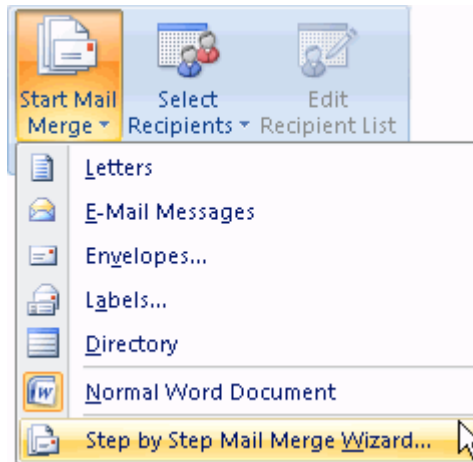 Start Mail Select Edit
Merge Recipients Recipient List
Letters
E-Mail Messages
Envelopes...
Labels...
Directory
Normal Word Document
Step by Step Mail Merge Wizard...